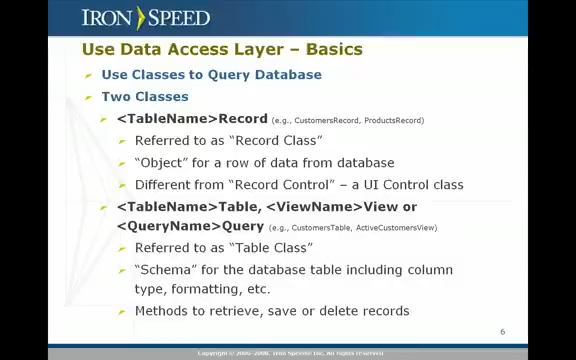 IRON SPEED
Use Data Access Layer – Basics
Use Classes to Query Database
Two Classes
<TableName>Record (e.g., CustomersRecord, ProductsRecord)
Referred to as “Record Class”
“Object” for a row of data from database
Different from “Record Control” – a UI Control class
<TableName>Table, <ViewName>View or
<QueryName>Query (e.g., CustomersTable, ActiveCustomersView)
Referred to as “Table Class”
“Schema” for the database table including column
type, formatting, etc.
Methods to retrieve, save or delete records
6
Copyright © 2005-2008, Iron Speed® Inc. All rights reserved